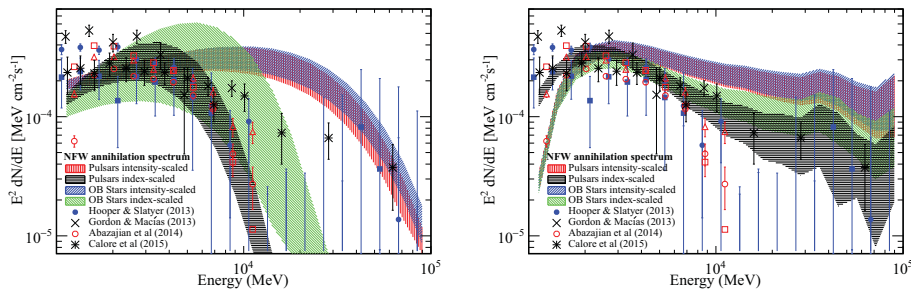 E² dN/dE [MeV cm⁻²s⁻¹]
10⁻⁴
10⁻⁵
NFW annihilation spectrum
Pulsars intensity-scaled
Pulsars index-scaled
OB Stars intensity-scaled
OB Stars index-scaled
Hooper & Slatyer (2013)
Gordon & Macías (2013)
Abazajian et al (2014)
Calore et al (2015)
10⁴
10⁵
Energy (MeV)
E² dN/dE [MeV cm⁻²s⁻¹]
10⁻⁴
10⁻⁵
NFW annihilation spectrum
Pulsars intensity-scaled
Pulsars index-scaled
OB Stars intensity-scaled
OB Stars index-scaled
Hooper & Slatyer (2013)
Gordon & Macías (2013)
Abazajian et al (2014)
Calore et al (2015)
10⁴
10⁵
Energy (MeV)